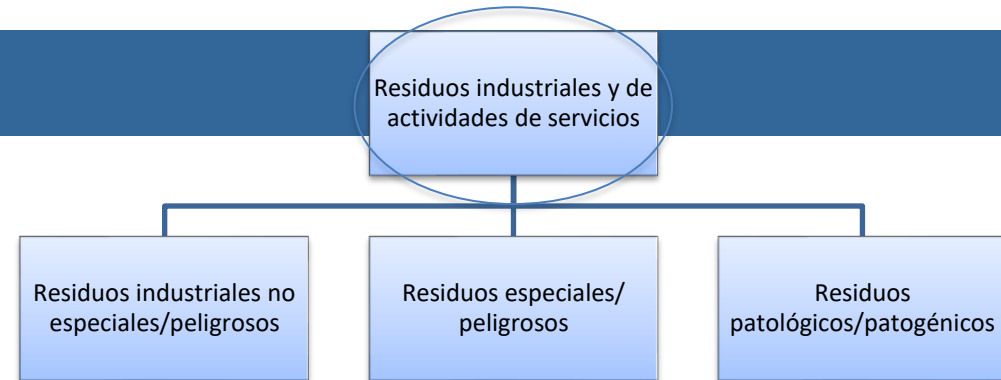 Residuos industriales y de
actividades de servicios
Residuos industriales no
especiales/peligrosos
Residuos especiales/
peligrosos
Residuos
patológicos/patogénicos